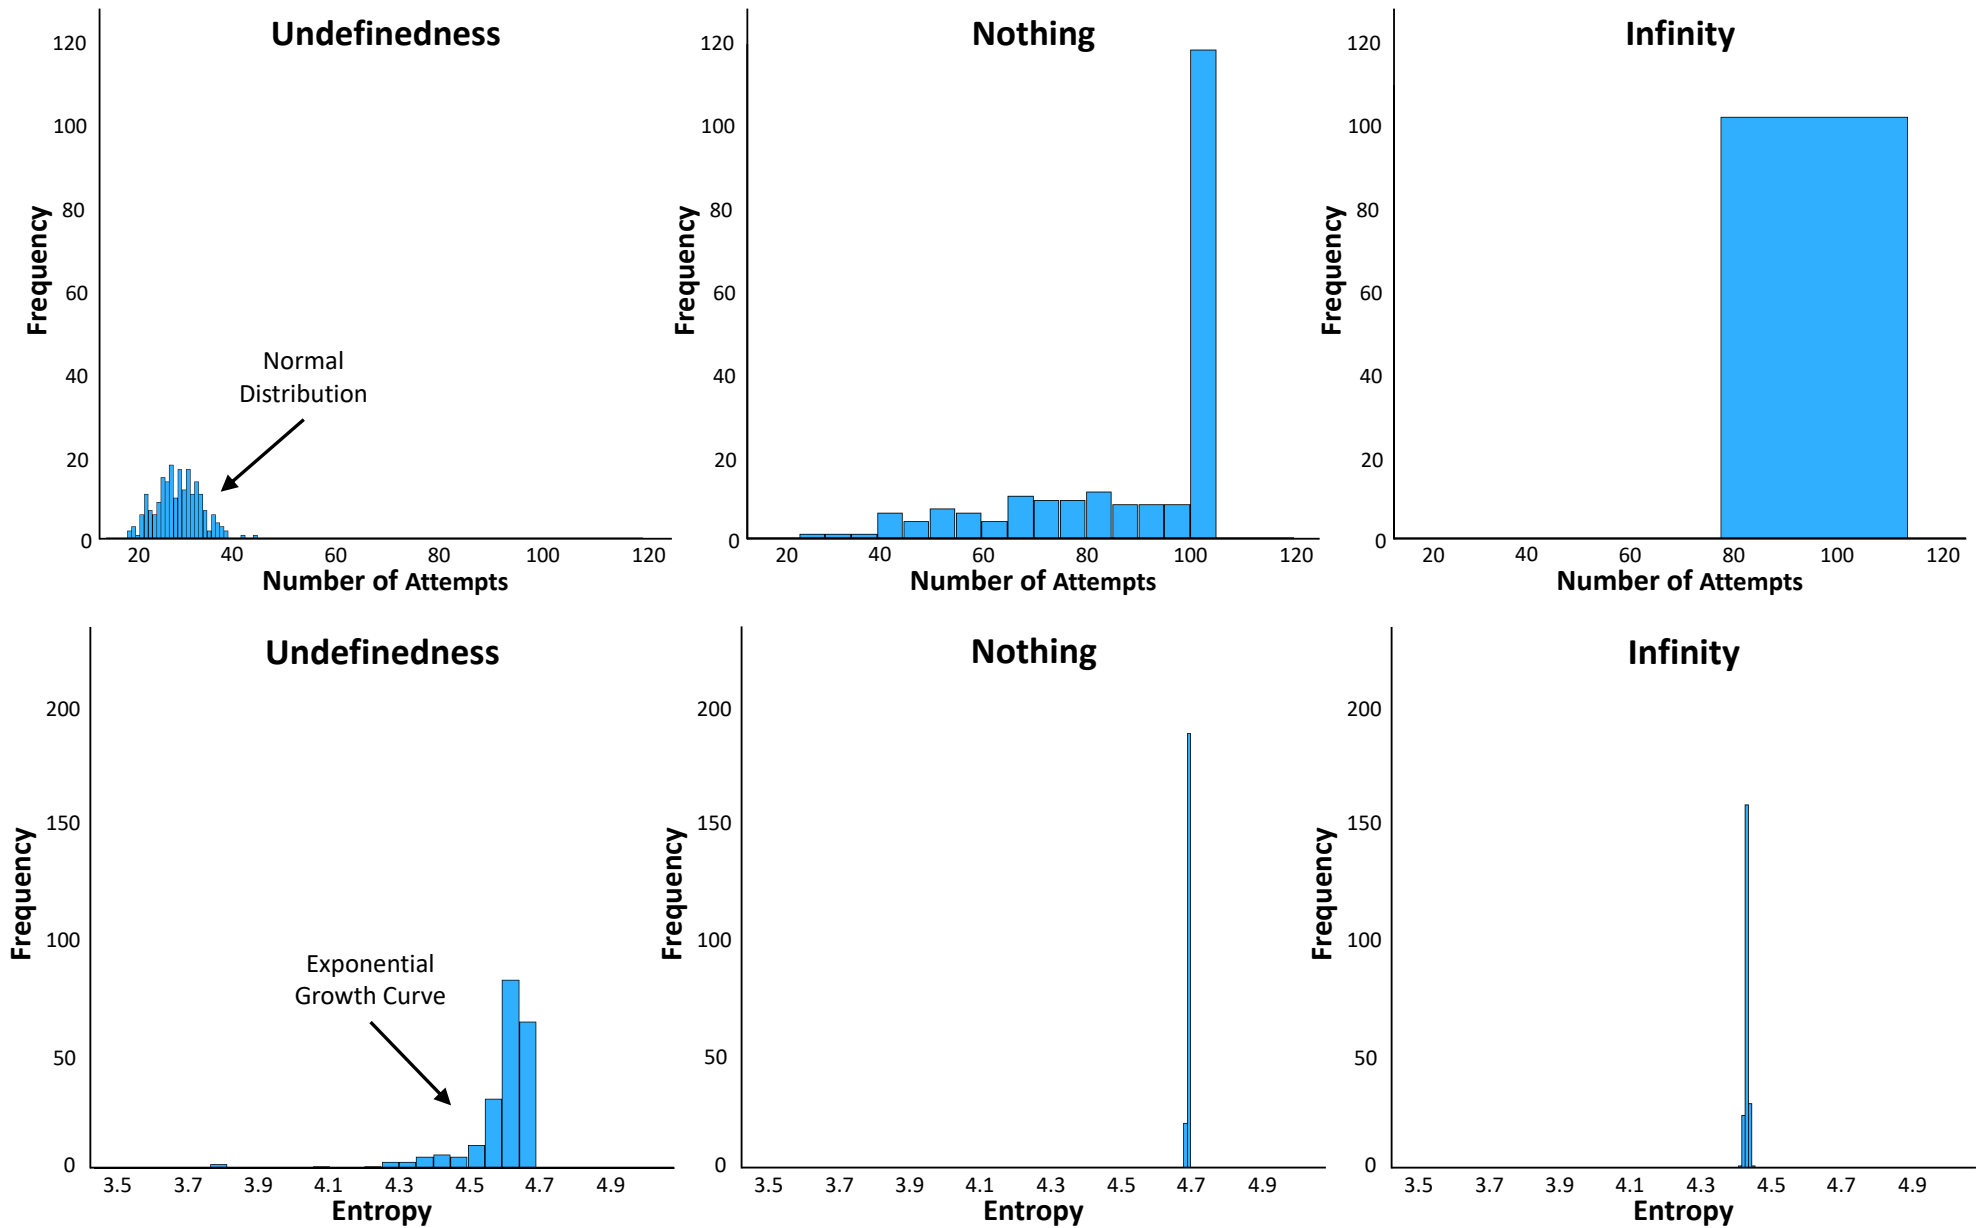 Undefinedness
120
100
80
60
40
20
0
Frequency
Normal
Distribution
20 40 60 80 100 120
Number of Attempts
Nothing
120
100
80
60
40
20
0
Frequency
20 40 60 80 100 120
Number of Attempts
Infinity
120
100
80
60
40
20
0
Frequency
20 40 60 80 100 120
Number of Attempts
Undefinedness
200
150
100
50
0
Frequency
Exponential
Growth Curve
3.5 3.7 3.9 4.1 4.3 4.5 4.7 4.9
Entropy
Nothing
200
150
100
50
0
Frequency
3.5 3.7 3.9 4.1 4.3 4.5 4.7 4.9
Entropy
Infinity
200
150
100
50
0
Frequency
3.5 3.7 3.9 4.1 4.3 4.5 4.7 4.9
Entropy